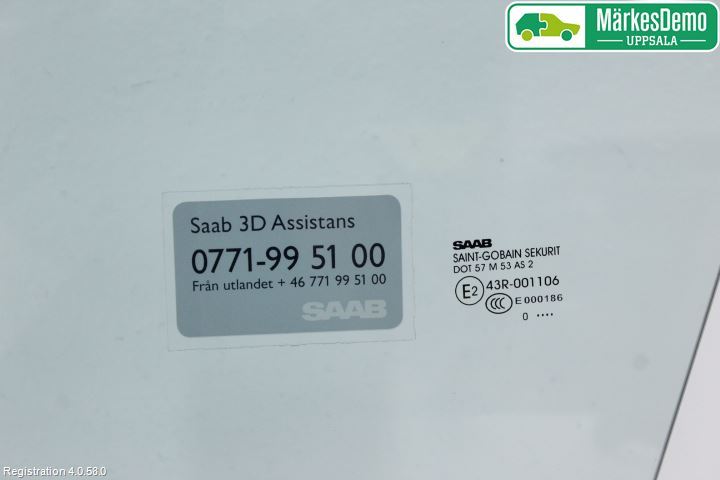 MärkesDemo
UPPSALA
Saab 3D Assistans
0771-99 51 00
Från utlandet + 46 771 99 51 00
SAAB
SAAB
SAINT-GOBAIN SEKURIT
DOT 57 M 53 AS 2
E2 43R-001106
CCC E 000186
0 ....
Registration 4.0.58.0